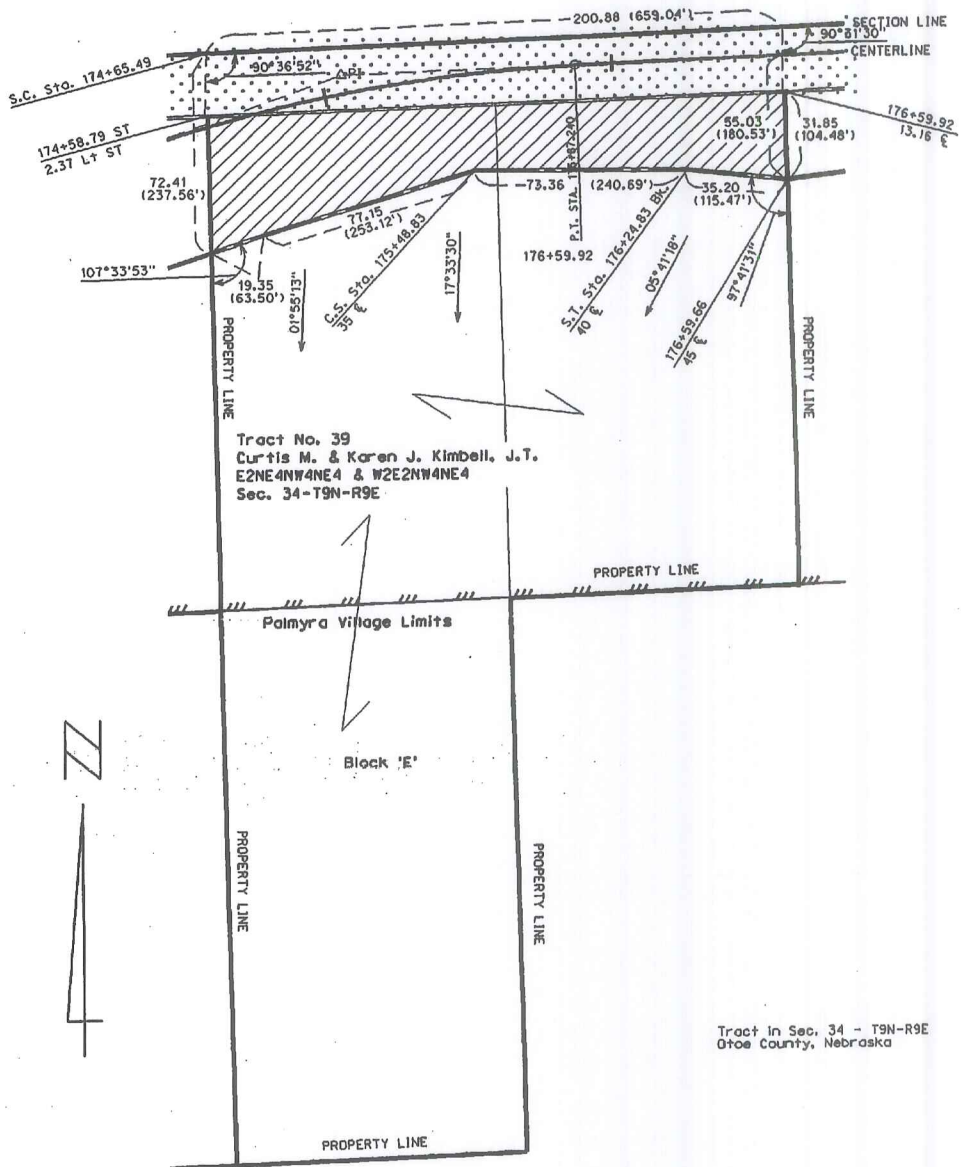 200.88 (659.04')
SECTION LINE
90°31'30"
CENTERLINE
S.C. Sta. 174+65.49
90°36'52"
△PI
174+58.79 ST
2.37 Lt ST
72.41
(237.56')
55.03
(180.53')
31.85
(104.48')
176+59.92
13.16 ℄
P.T. STA. 176+87.240
176+59.92
73.36 (240.69')
35.20
(115.47')
77.15
(253.12')
107°33'53"
19.35
(63.50')
01°55'13"
C.S. Sta. 175+48.83
35 ℄
17°33'30"
S.T. Sta. 176+24.83 Bk.
40 ℄
05°41'18"
176+59.66
45 ℄
97°41'31"
PROPERTY LINE
PROPERTY LINE
Tract No. 39
Curtis M. & Karen J. Kimbell, J.T.
E2NE4NW4NE4 & W2E2NW4NE4
Sec. 34-T9N-R9E
PROPERTY LINE
Palmyra Village Limits
Block 'E'
N
PROPERTY LINE
PROPERTY LINE
Tract in Sec. 34 - T9N-R9E
Otoe County, Nebraska
PROPERTY LINE